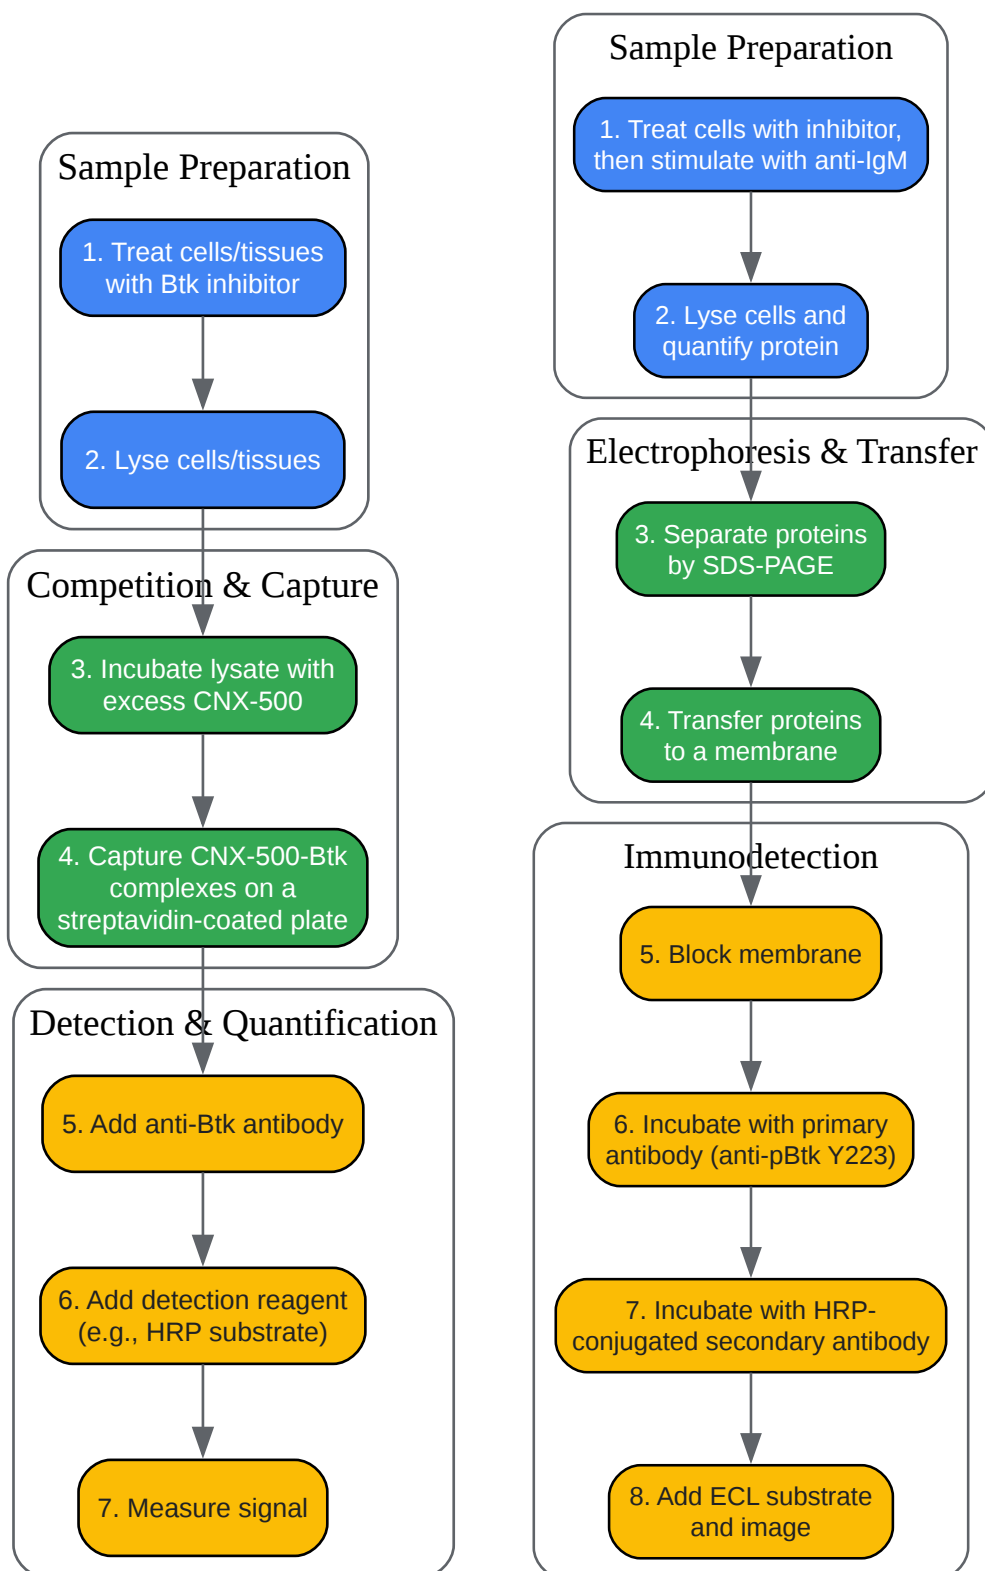 Sample Preparation
1. Treat cells/tissues
with Btk inhibitor
2. Lyse cells/tissues
Competition & Capture
3. Incubate lysate with
excess CNX-500
4. Capture CNX-500-Btk
complexes on a
streptavidin-coated plate
Detection & Quantification
5. Add anti-Btk antibody
6. Add detection reagent
(e.g., HRP substrate)
7. Measure signal
Sample Preparation
1. Treat cells with inhibitor,
then stimulate with anti-IgM
2. Lyse cells and
quantify protein
Electrophoresis & Transfer
3. Separate proteins
by SDS-PAGE
4. Transfer proteins
to a membrane
Immunodetection
5. Block membrane
6. Incubate with primary
antibody (anti-pBtk Y223)
7. Incubate with HRP-
conjugated secondary antibody
8. Add ECL substrate
and image